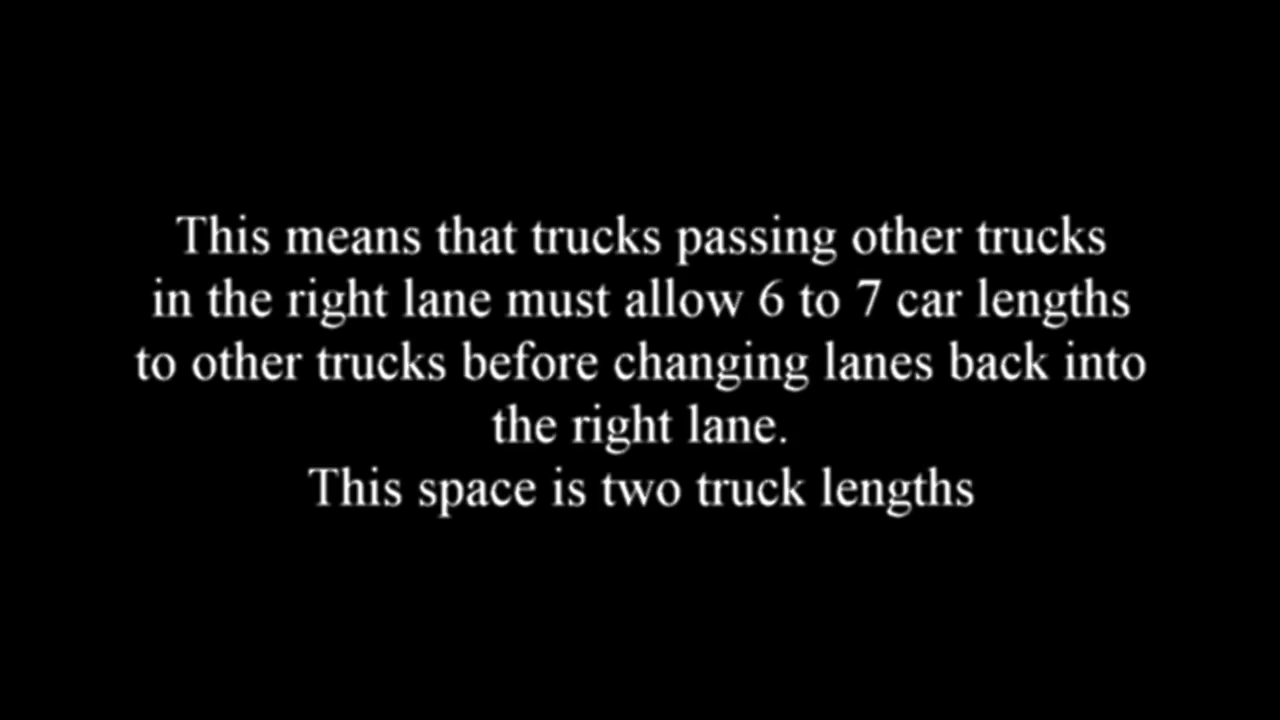 This means that trucks passing other trucks
in the right lane must allow 6 to 7 car lengths
to other trucks before changing lanes back into
the right lane.
This space is two truck lengths